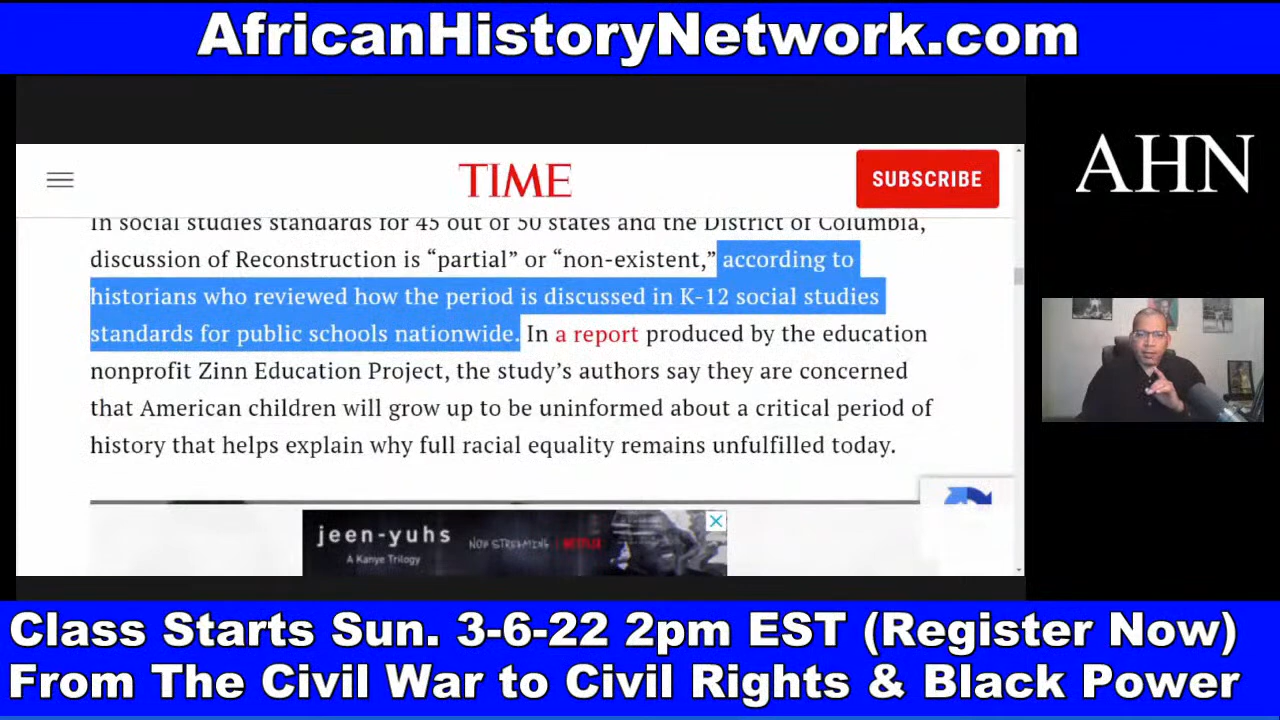 AfricanHistoryNetwork.com
AHN
TIME
SUBSCRIBE
In social studies standards for 45 out of 50 states and the District of Columbia,
discussion of Reconstruction is “partial” or “non-existent,” according to
historians who reviewed how the period is discussed in K-12 social studies
standards for public schools nationwide. In a report produced by the education
nonprofit Zinn Education Project, the study’s authors say they are concerned
that American children will grow up to be uninformed about a critical period of
history that helps explain why full racial equality remains unfulfilled today.
jeen-yuhs
A Kanye Trilogy
NOW STREAMING | NETFLIX
Class Starts Sun. 3-6-22 2pm EST (Register Now)
From The Civil War to Civil Rights & Black Power